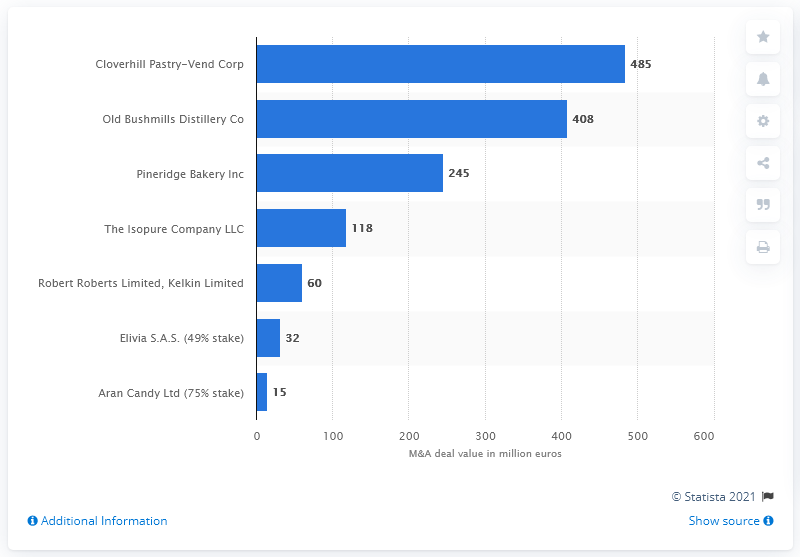 Cloverhill Pastry-Vend Corp 485
Old Bushmills Distillery Co 408
Pineridge Bakery Inc 245
The Isopure Company LLC 118
Robert Roberts Limited, Kelkin Limited 60
Elivia S.A.S. (49% stake) 32
Aran Candy Ltd (75% stake) 15
0 100 200 300 400 500 600
M&A deal value in million euros
© Statista 2021
Additional Information Show source